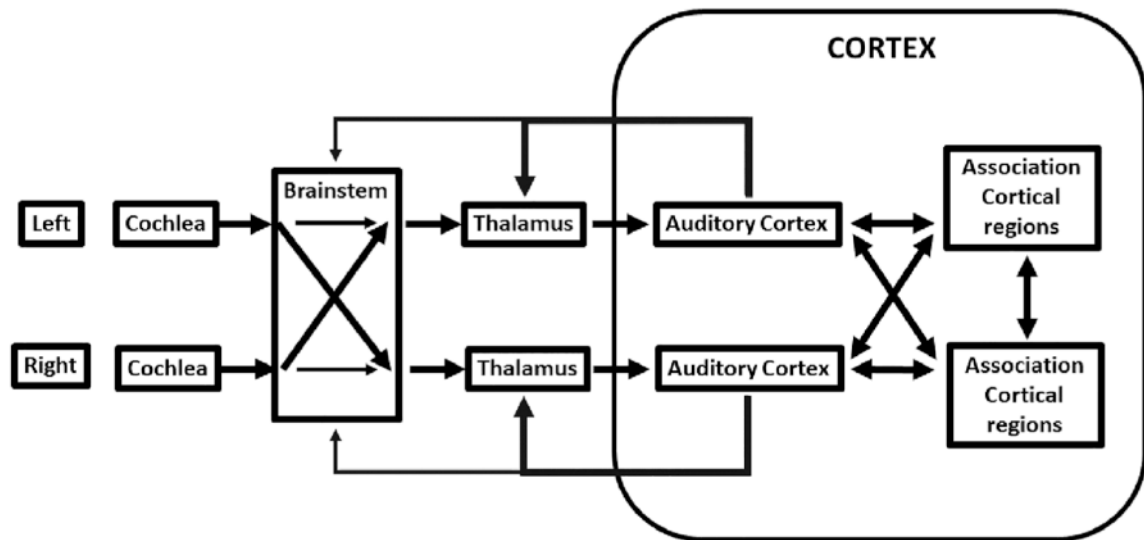 CORTEX
Brainstem
Association
Cortical
regions
Left
Cochlea
Thalamus
Auditory Cortex
Right
Cochlea
Thalamus
Auditory Cortex
Association
Cortical
regions